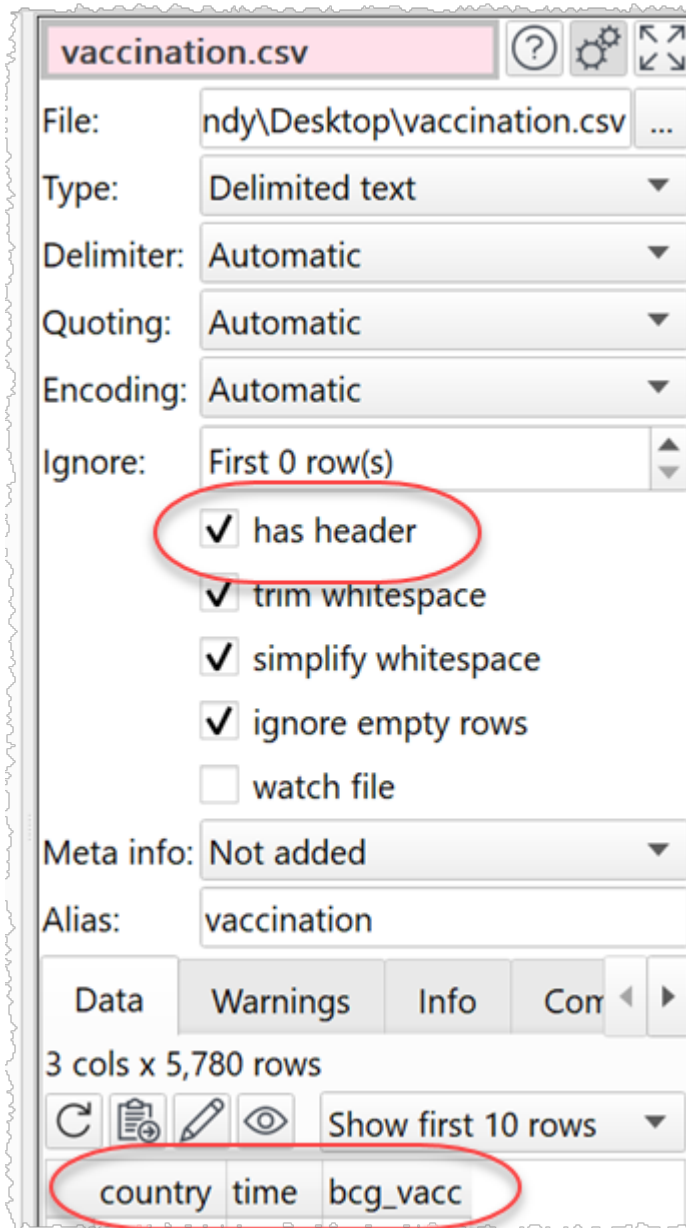 vaccination.csv
File: ndy\Desktop\vaccination.csv ...
Type: Delimited text
Delimiter: Automatic
Quoting: Automatic
Encoding: Automatic
Ignore: First 0 row(s)
has header
trim whitespace
simplify whitespace
ignore empty rows
watch file
Meta info: Not added
Alias: vaccination
Data Warnings Info Com
3 cols x 5,780 rows
Show first 10 rows
country time bcg_vacc